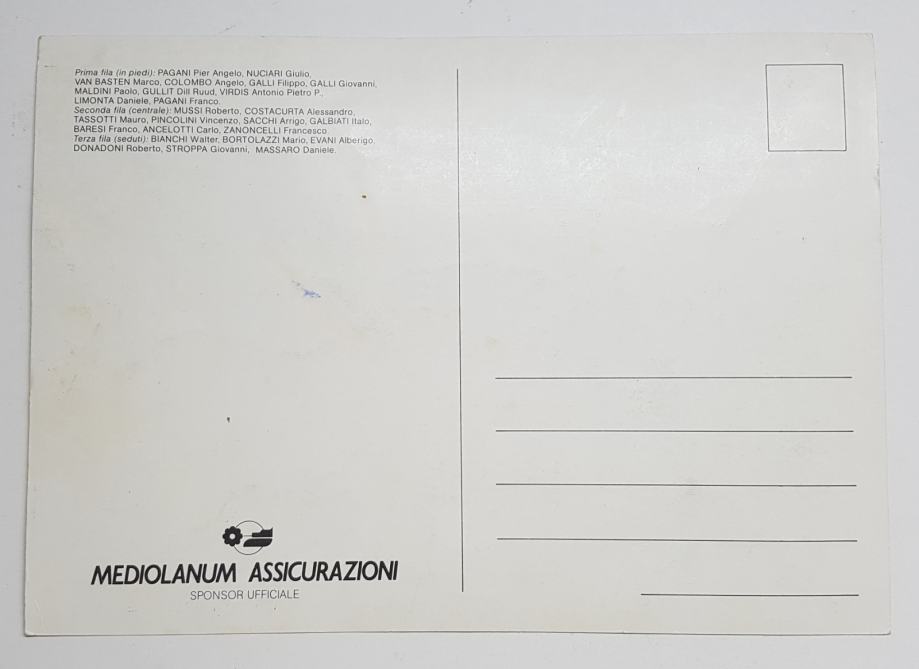 Prima fila (in piedi): PAGANI Pier Angelo, NUCIARI Giulio,
VAN BASTEN Marco, COLOMBO Angelo, GALLI Filippo, GALLI Giovanni,
MALDINI Paolo, GULLIT Dill Ruud, VIRDIS Antonio Pietro P.,
LIMONTA Daniele, PAGANI Franco.
Seconda fila (centrale): MUSSI Roberto, COSTACURTA Alessandro,
TASSOTTI Mauro, PINCOLINI Vincenzo, SACCHI Arrigo, GALBIATI Italo,
BARESI Franco, ANCELOTTI Carlo, ZANONCELLI Francesco.
Terza fila (seduti): BIANCHI Walter, BORTOLAZZI Mario, EVANI Alberigo,
DONADONI Roberto, STROPPA Giovanni, MASSARO Daniele.
MEDIOLANUM ASSICURAZIONI
SPONSOR UFFICIALE